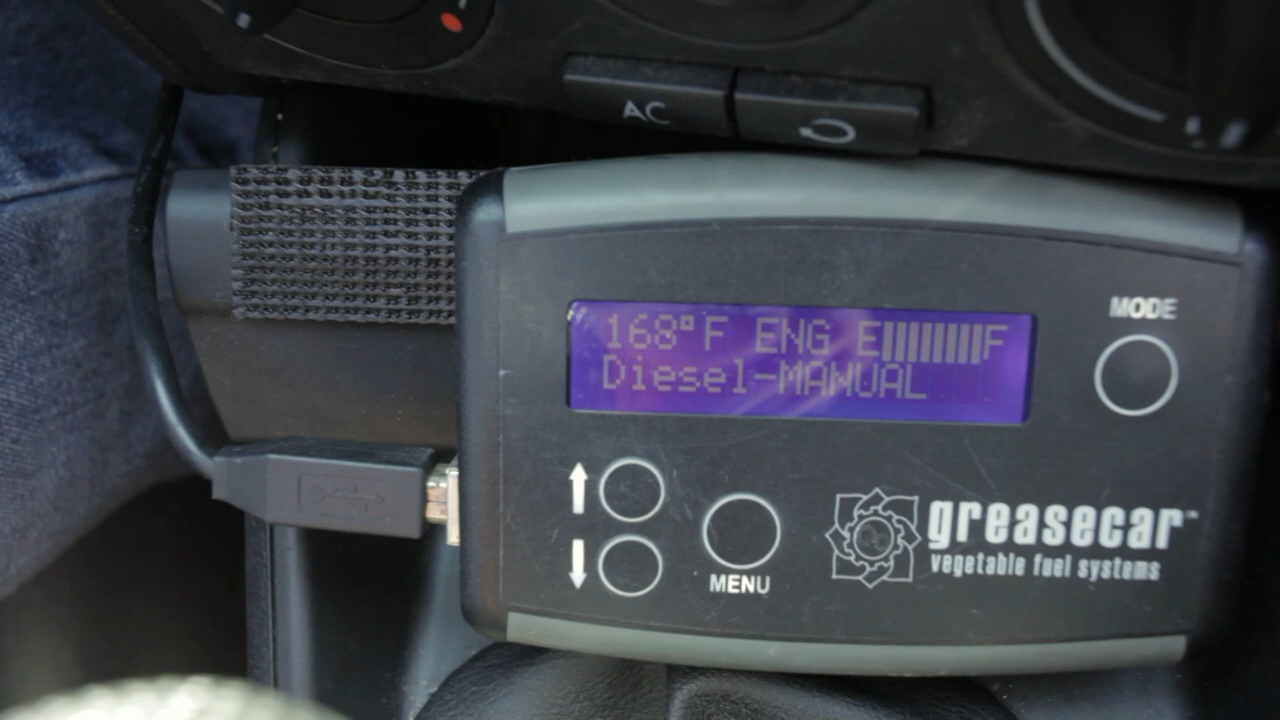 AC
MODE
168°F ENG E||||||||F
Diesel-MANUAL
MENU
greasecar™
vegetable fuel systems